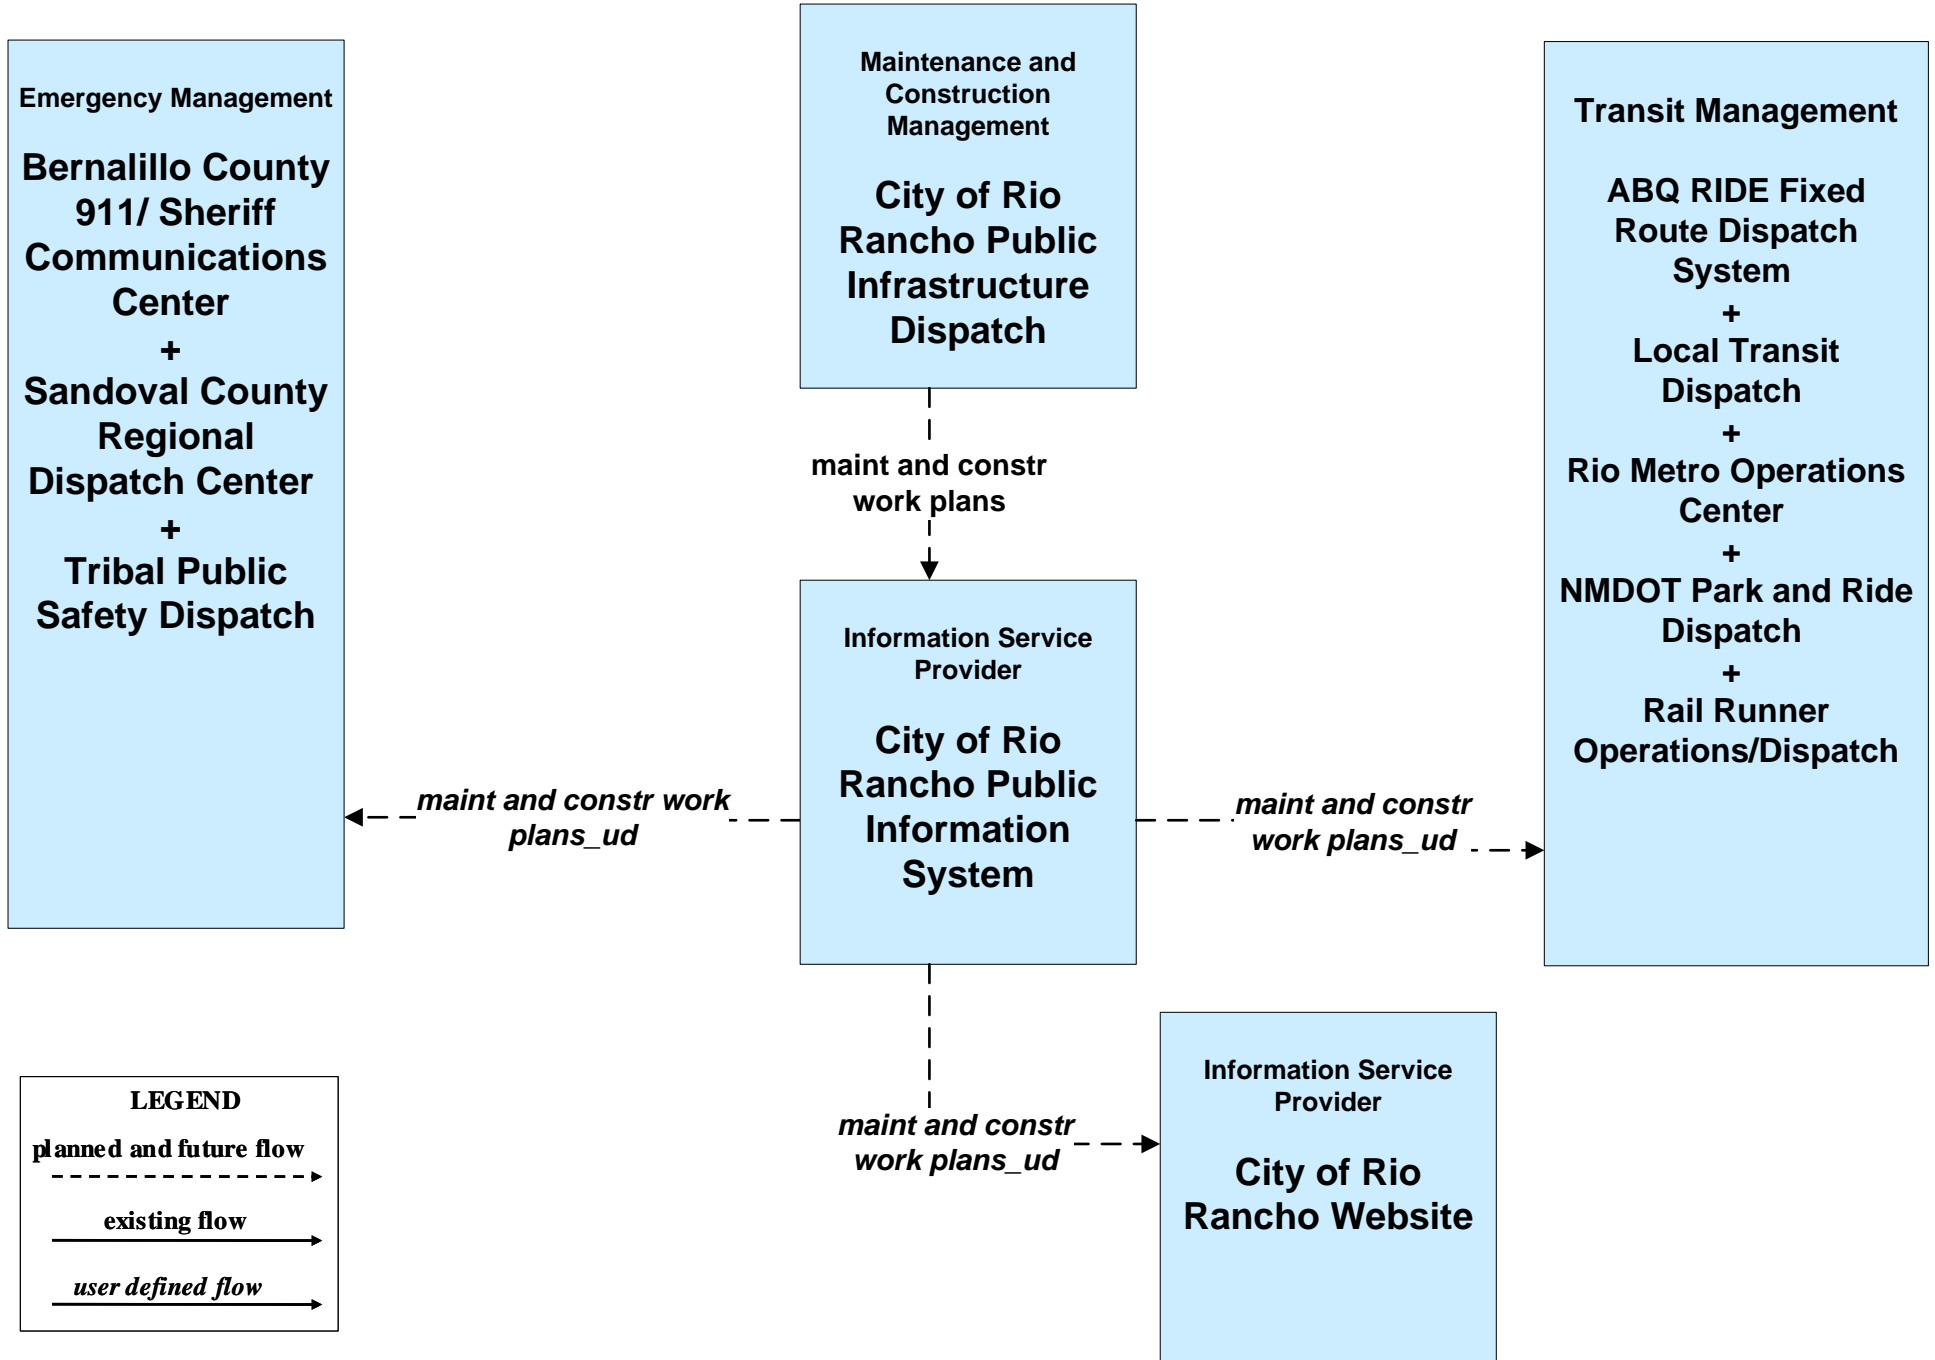 Emergency Management
Bernalillo County
911/ Sheriff
Communications
Center
+
Sandoval County
Regional
Dispatch Center
+
Tribal Public
Safety Dispatch
Maintenance and
Construction
Management
City of Rio
Rancho Public
Infrastructure
Dispatch
maint and constr
work plans
Information Service
Provider
City of Rio
Rancho Public
Information
System
maint and constr work
plans_ud
maint and constr
work plans_ud
Transit Management
ABQ RIDE Fixed
Route Dispatch
System
+
Local Transit
Dispatch
+
Rio Metro Operations
Center
+
NMDOT Park and Ride
Dispatch
+
Rail Runner
Operations/Dispatch
maint and constr
work plans_ud
Information Service
Provider
City of Rio
Rancho Website
LEGEND
planned and future flow
existing flow
user defined flow